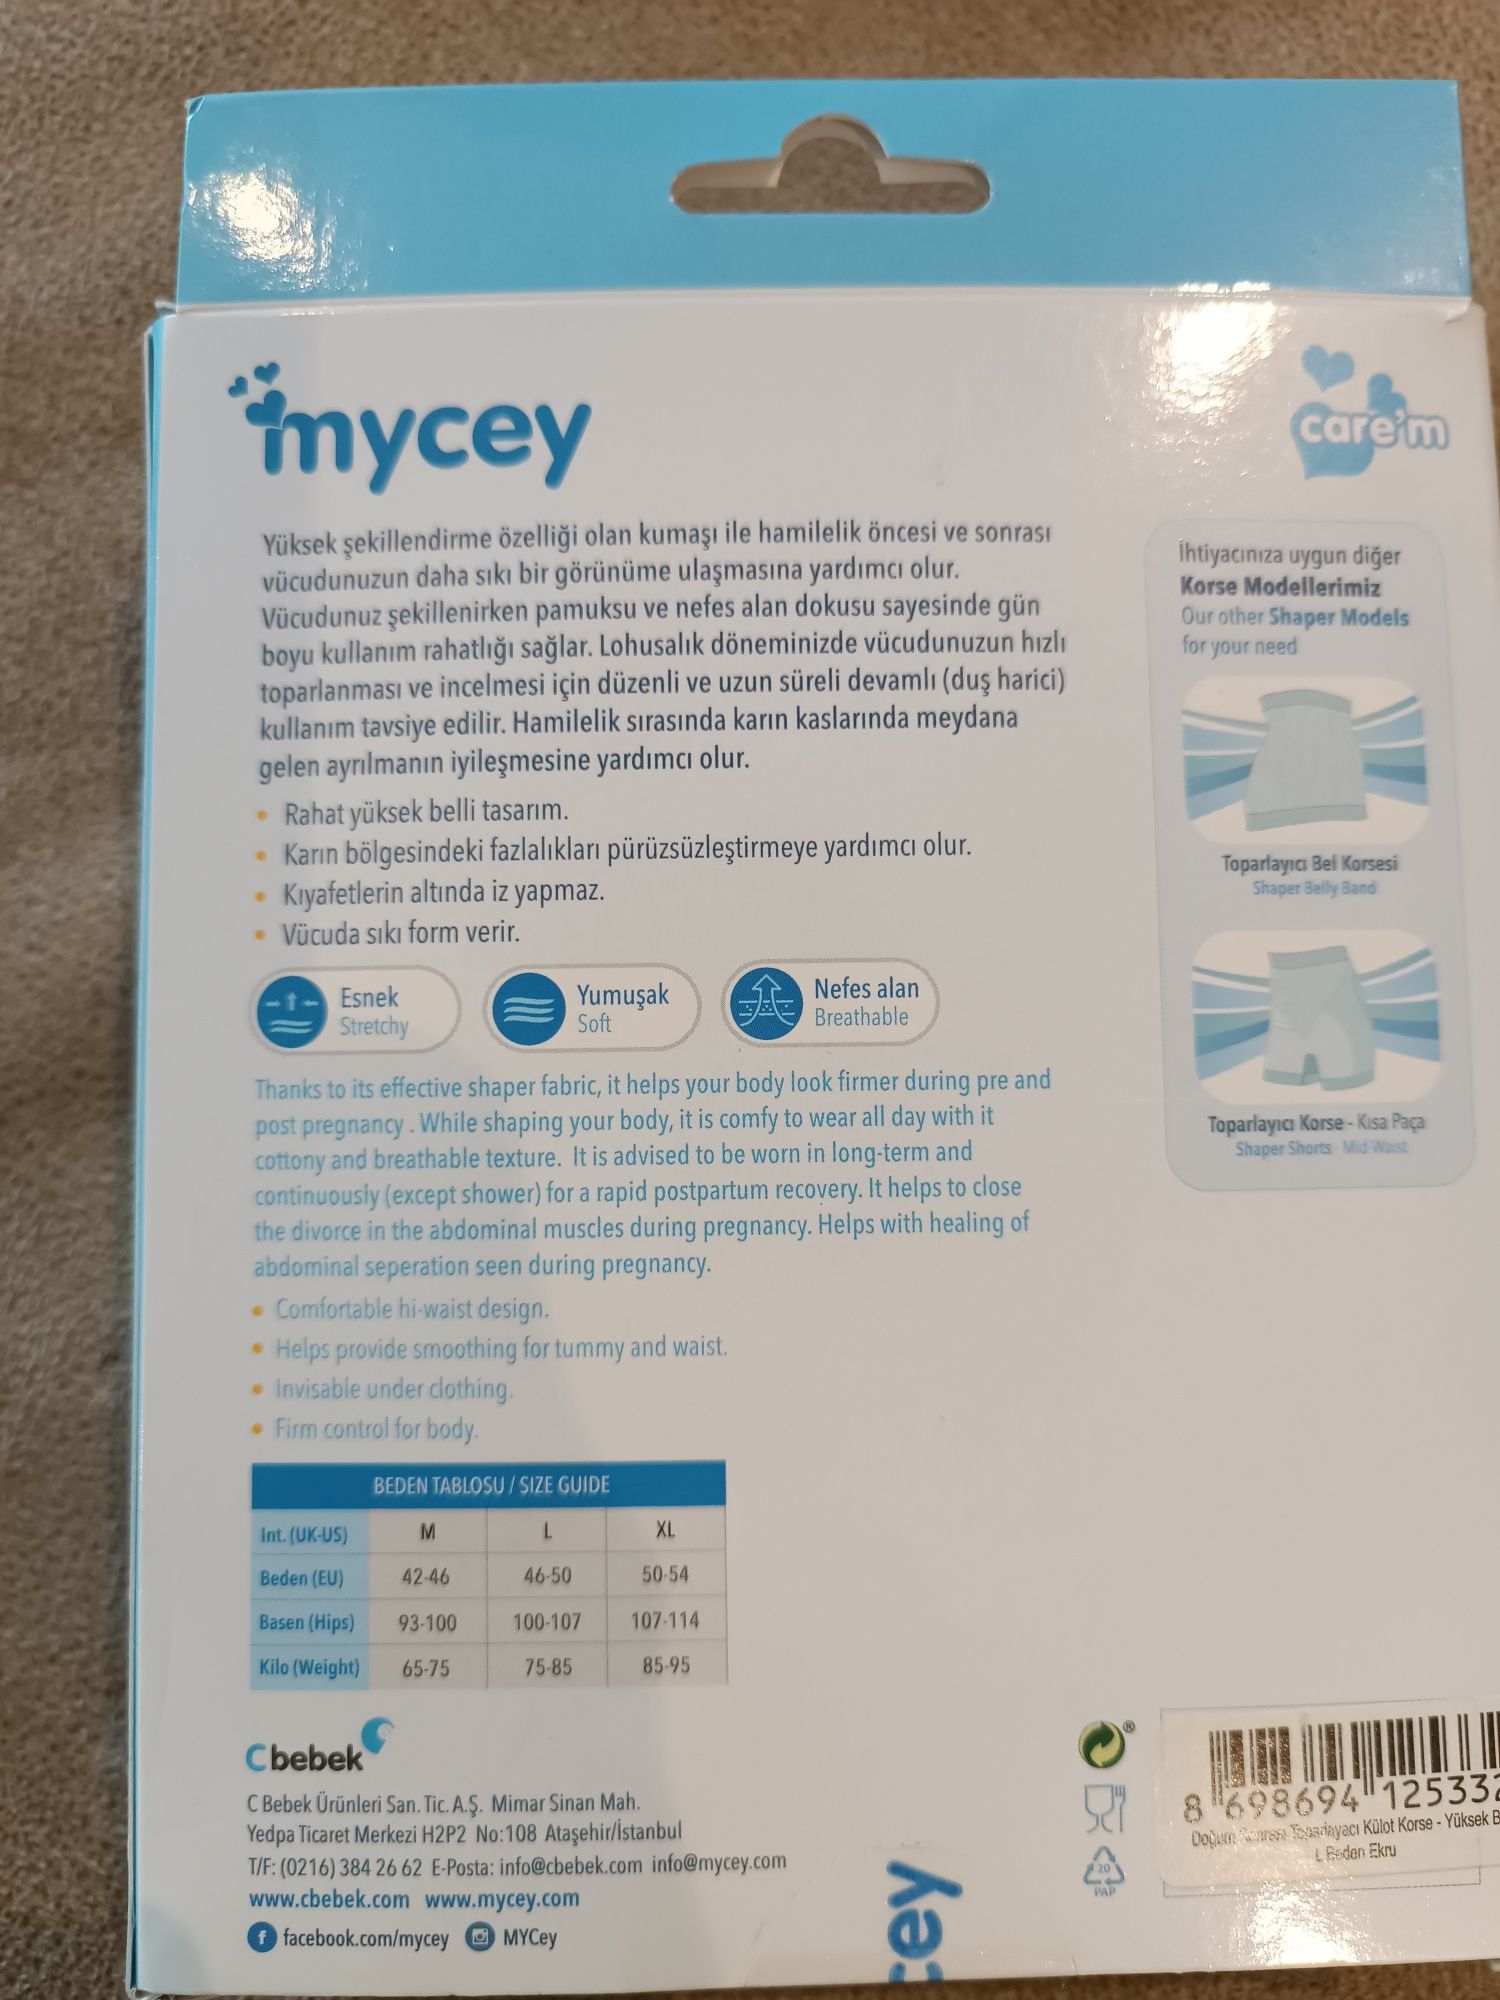 mycey
care'm
Yüksek şekillendirme özelliği olan kumaşı ile hamilelik öncesi ve sonrası
vücudunuzun daha sıkı bir görünüme ulaşmasına yardımcı olur.
Vücudunuz şekillenirken pamuksu ve nefes alan dokusu sayesinde gün
boyu kullanım rahatlığı sağlar. Lohusalık döneminizde vücudunuzun hızlı
toparlanması ve incelmesi için düzenli ve uzun süreli devamlı (duş harici)
kullanım tavsiye edilir. Hamilelik sırasında karın kaslarında meydana
gelen ayrılmanın iyileşmesine yardımcı olur.
• Rahat yüksek belli tasarım.
• Karın bölgesindeki fazlalıkları pürüzsüzleştirmeye yardımcı olur.
• Kıyafetlerin altında iz yapmaz.
• Vücuda sıkı form verir.
Esnek
Stretchy
Yumuşak
Soft
Nefes alan
Breathable
Thanks to its effective shaper fabric, it helps your body look firmer during pre and
post pregnancy . While shaping your body, it is comfy to wear all day with it
cottony and breathable texture. It is advised to be worn in long-term and
continuously (except shower) for a rapid postpartum recovery. It helps to close
the divorce in the abdominal muscles during pregnancy. Helps with healing of
abdominal seperation seen during pregnancy.
• Comfortable hi-waist design.
• Helps provide smoothing for tummy and waist.
• Invisable under clothing.
• Firm control for body.
İhtiyacınıza uygun diğer
Korse Modellerimiz
Our other Shaper Models
for your need
Toparlayıcı Bel Korsesi
Shaper Belly Band
Toparlayıcı Korse - Kısa Paça
Shaper Shorts - Mid Waist
BEDEN TABLOSU / SIZE GUIDE
Int. (UK-US) M L XL
Beden (EU) 42-46 46-50 50-54
Basen (Hips) 93-100 100-107 107-114
Kilo (Weight) 65-75 75-85 85-95
C bebek
C Bebek Ürünleri San. Tic. A.Ş. Mimar Sinan Mah.
Yedpa Ticaret Merkezi H2P2 No:108 Ataşehir/İstanbul
T/F: (0216) 384 26 62 E-Posta: info@cbebek.com info@mycey.com
www.cbebek.com www.mycey.com
facebook.com/mycey MYCey
cey
®
20
PAP
8 698694 125332
Doğum Sonrası Toparlayıcı Külot Korse - Yüksek B
L Beden Ekru